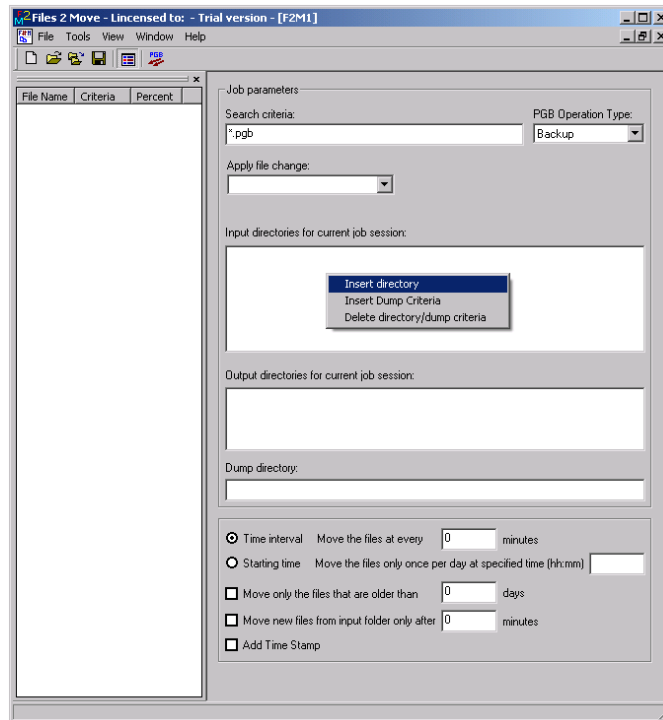 Files 2 Move - Lincensed to: - Trial version - [F2M1]
File Tools View Window Help
PGB
File Name Criteria Percent
Job parameters
Search criteria: PGB Operation Type:
*.pgb Backup
Apply file change:
Input directories for current job session:
Insert directory
Insert Dump Criteria
Delete directory/dump criteria
Output directories for current job session:
Dump directory:
Time interval Move the files at every 0 minutes
Starting time Move the files only once per day at specified time (hh:mm)
Move only the files that are older than 0 days
Move new files from input folder only after 0 minutes
Add Time Stamp